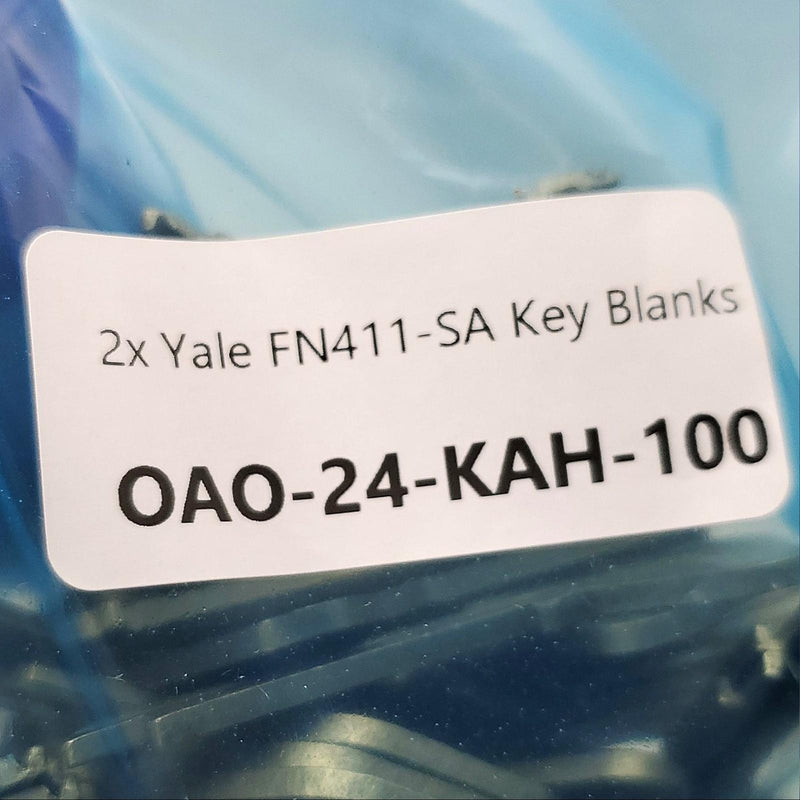 2x Yale FN411-SA Key Blanks
OAO-24-KAH-100